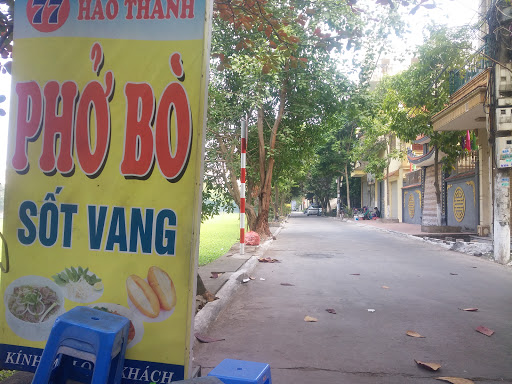 77 HẢO THÀNH
PHỞ BÒ
SỐT VANG
KÍNH KHÁCH